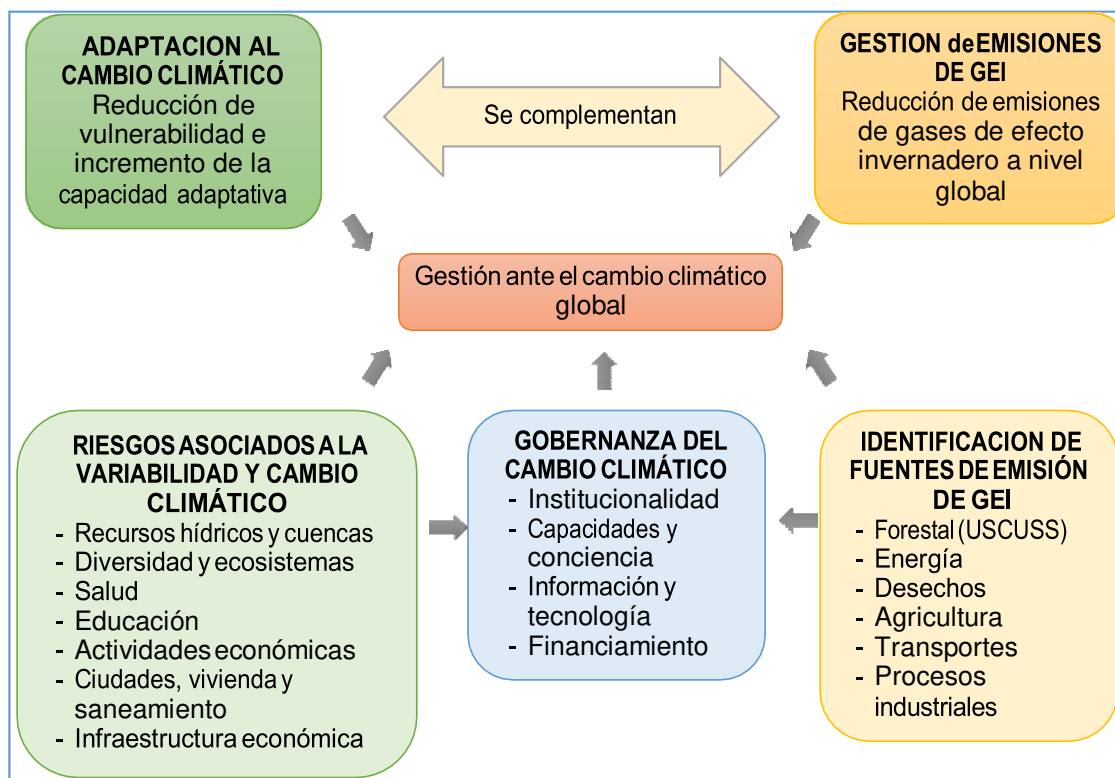 ADAPTACION AL
CAMBIO CLIMÁTICO
Reducción de
vulnerabilidad e
incremento de la
capacidad adaptativa
Se complementan
GESTION de EMISIONES
DE GEI
Reducción de emisiones
de gases de efecto
invernadero a nivel
global
Gestión ante el cambio climático
global
RIESGOS ASOCIADOS A LA
VARIABILIDAD Y CAMBIO
CLIMÁTICO
- Recursos hídricos y cuencas
- Diversidad y ecosistemas
- Salud
- Educación
- Actividades económicas
- Ciudades, vivienda y
saneamiento
- Infraestructura económica
GOBERNANZA DEL
CAMBIO CLIMÁTICO
- Institucionalidad
- Capacidades y
conciencia
- Información y
tecnología
- Financiamiento
IDENTIFICACION DE
FUENTES DE EMISIÓN
DE GEI
- Forestal (USCUSS)
- Energía
- Desechos
- Agricultura
- Transportes
- Procesos
industriales